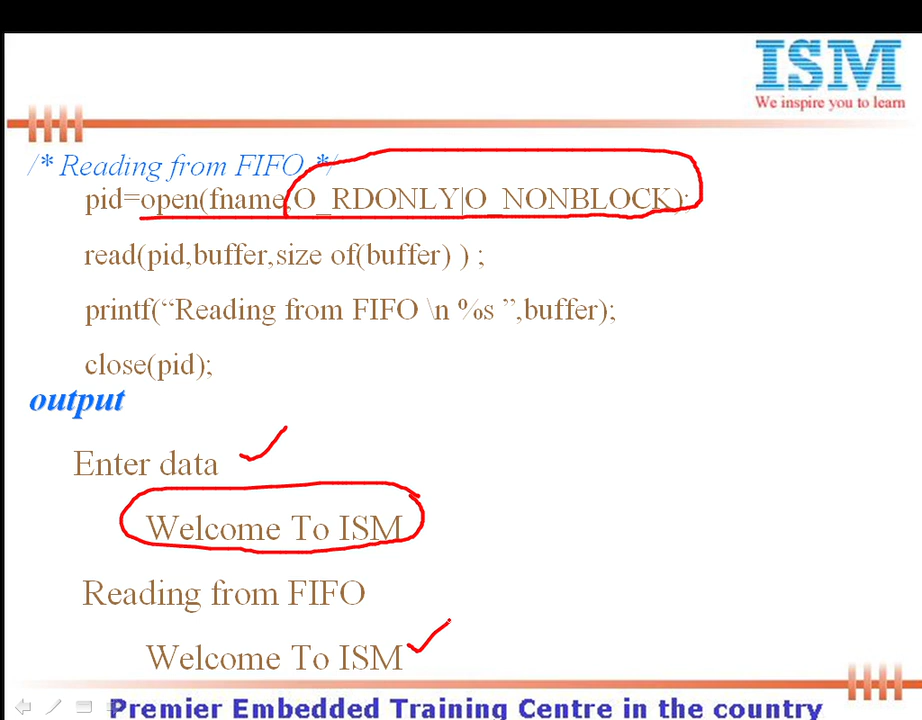 ISM
We inspire you to learn
/* Reading from FIFO */
pid=open(fname,O_RDONLY|O_NONBLOCK);
read(pid,buffer,size of(buffer) ) ;
printf(“Reading from FIFO \n %s ”,buffer);
close(pid);
output
Enter data
Welcome To ISM
Reading from FIFO
Welcome To ISM
Premier Embedded Training Centre in the country